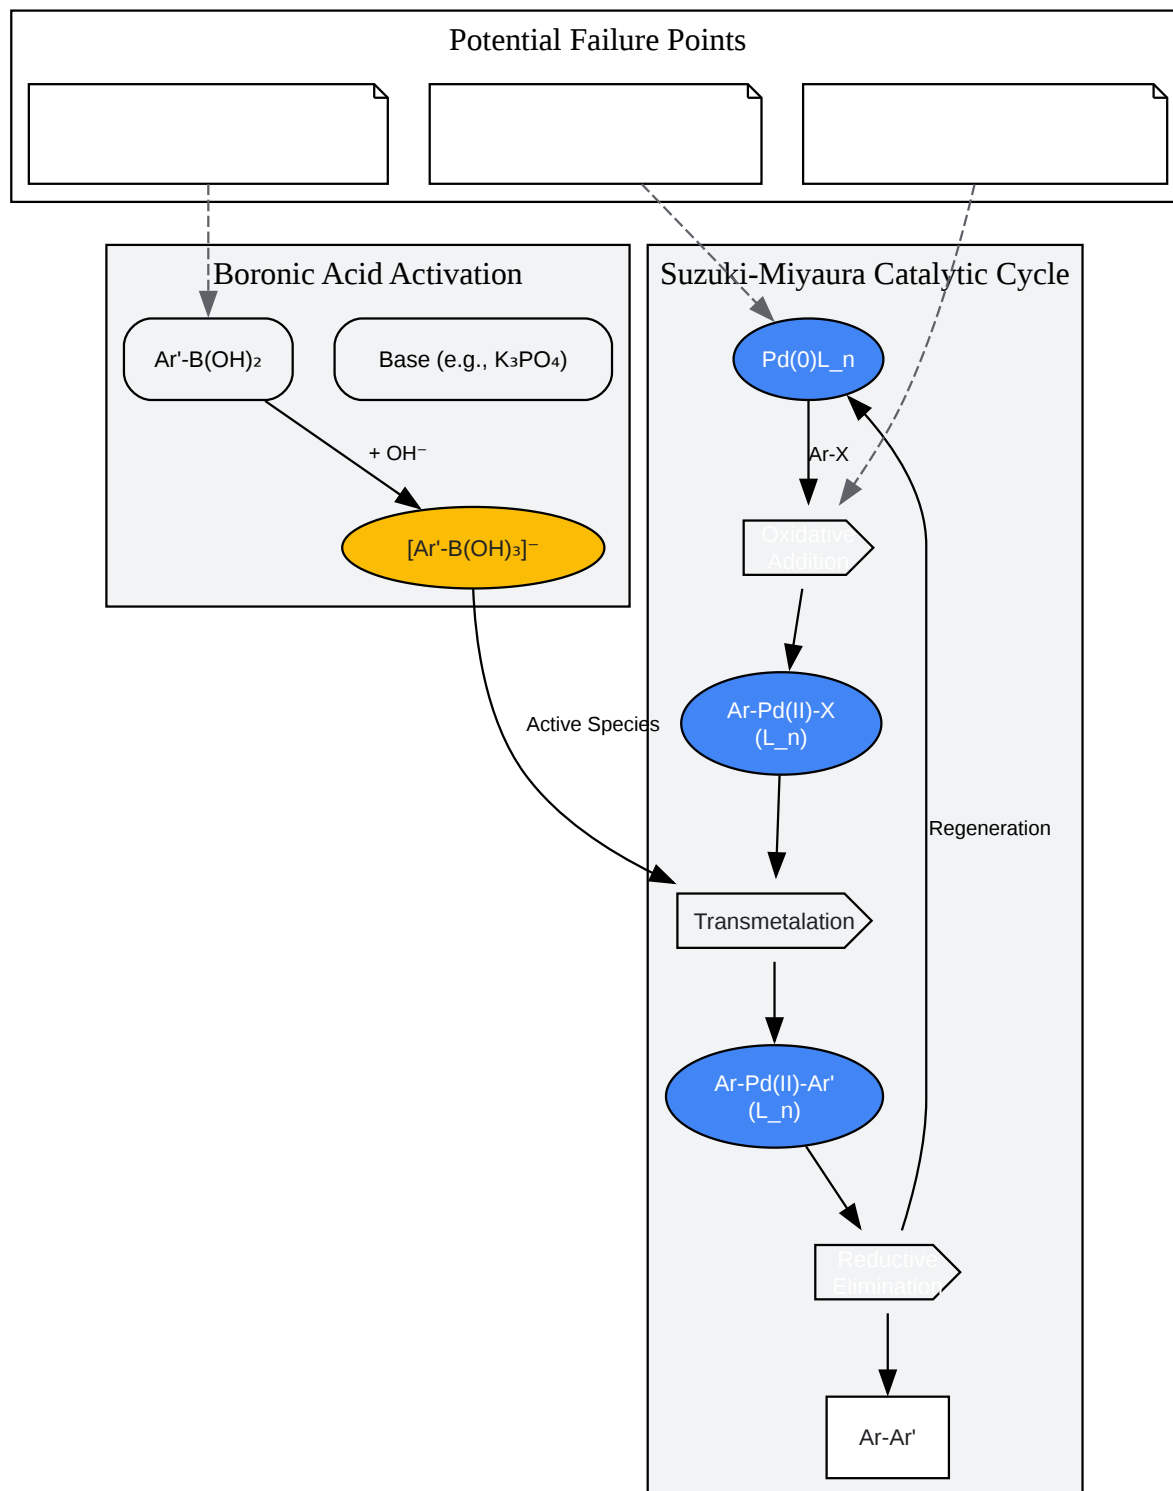 Potential Failure Points
Boronic Acid Activation
Suzuki-Miyaura Catalytic Cycle
Ar'-B(OH)₂
Base (e.g., K₃PO₄)
Pd(0)L_n
+ OH⁻
Ar-X
[Ar'-B(OH)₃]⁻
Oxidative
Addition
Ar-Pd(II)-X
(L_n)
Active Species
Regeneration
Transmetalation
Ar-Pd(II)-Ar'
(L_n)
Reductive
Elimination
Ar-Ar'